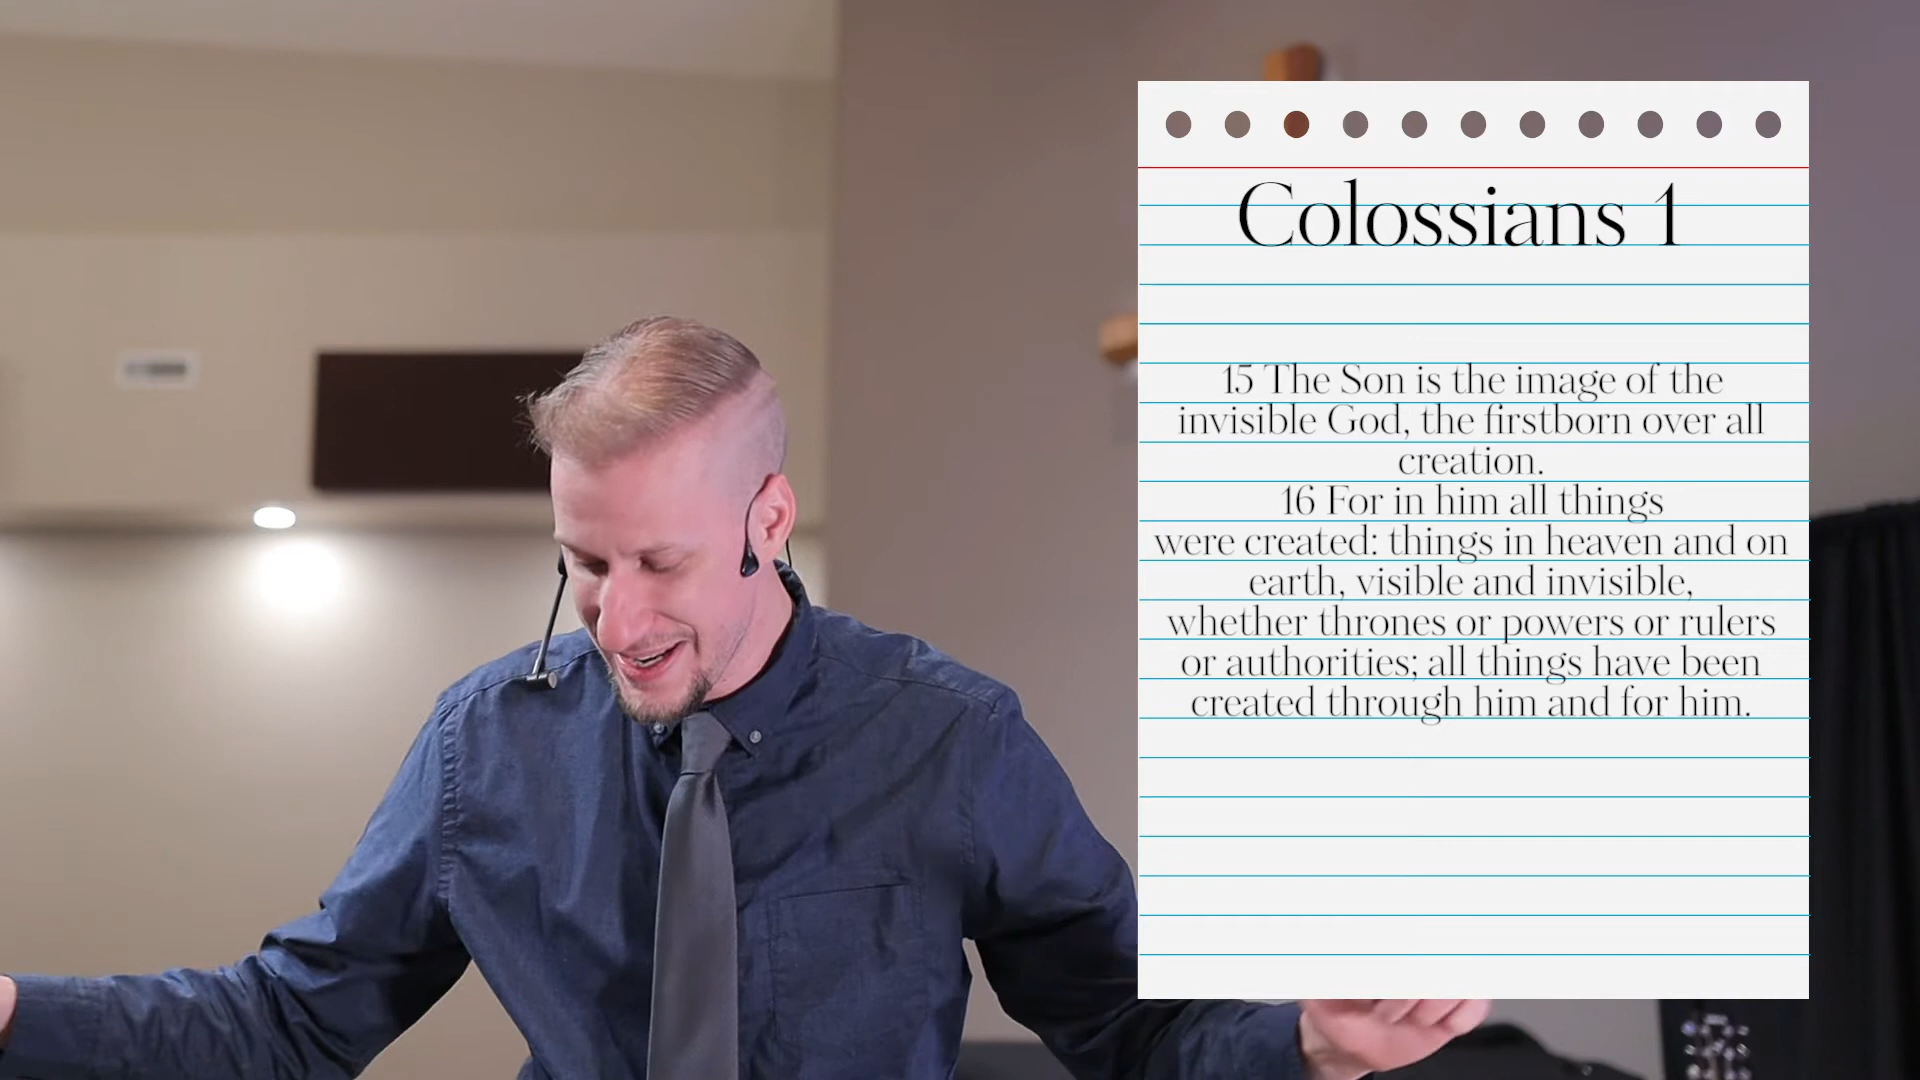 Colossians 1
15 The Son is the image of the
invisible God, the firstborn over all
creation.
16 For in him all things
were created: things in heaven and on
earth, visible and invisible,
whether thrones or powers or rulers
or authorities; all things have been
created through him and for him.